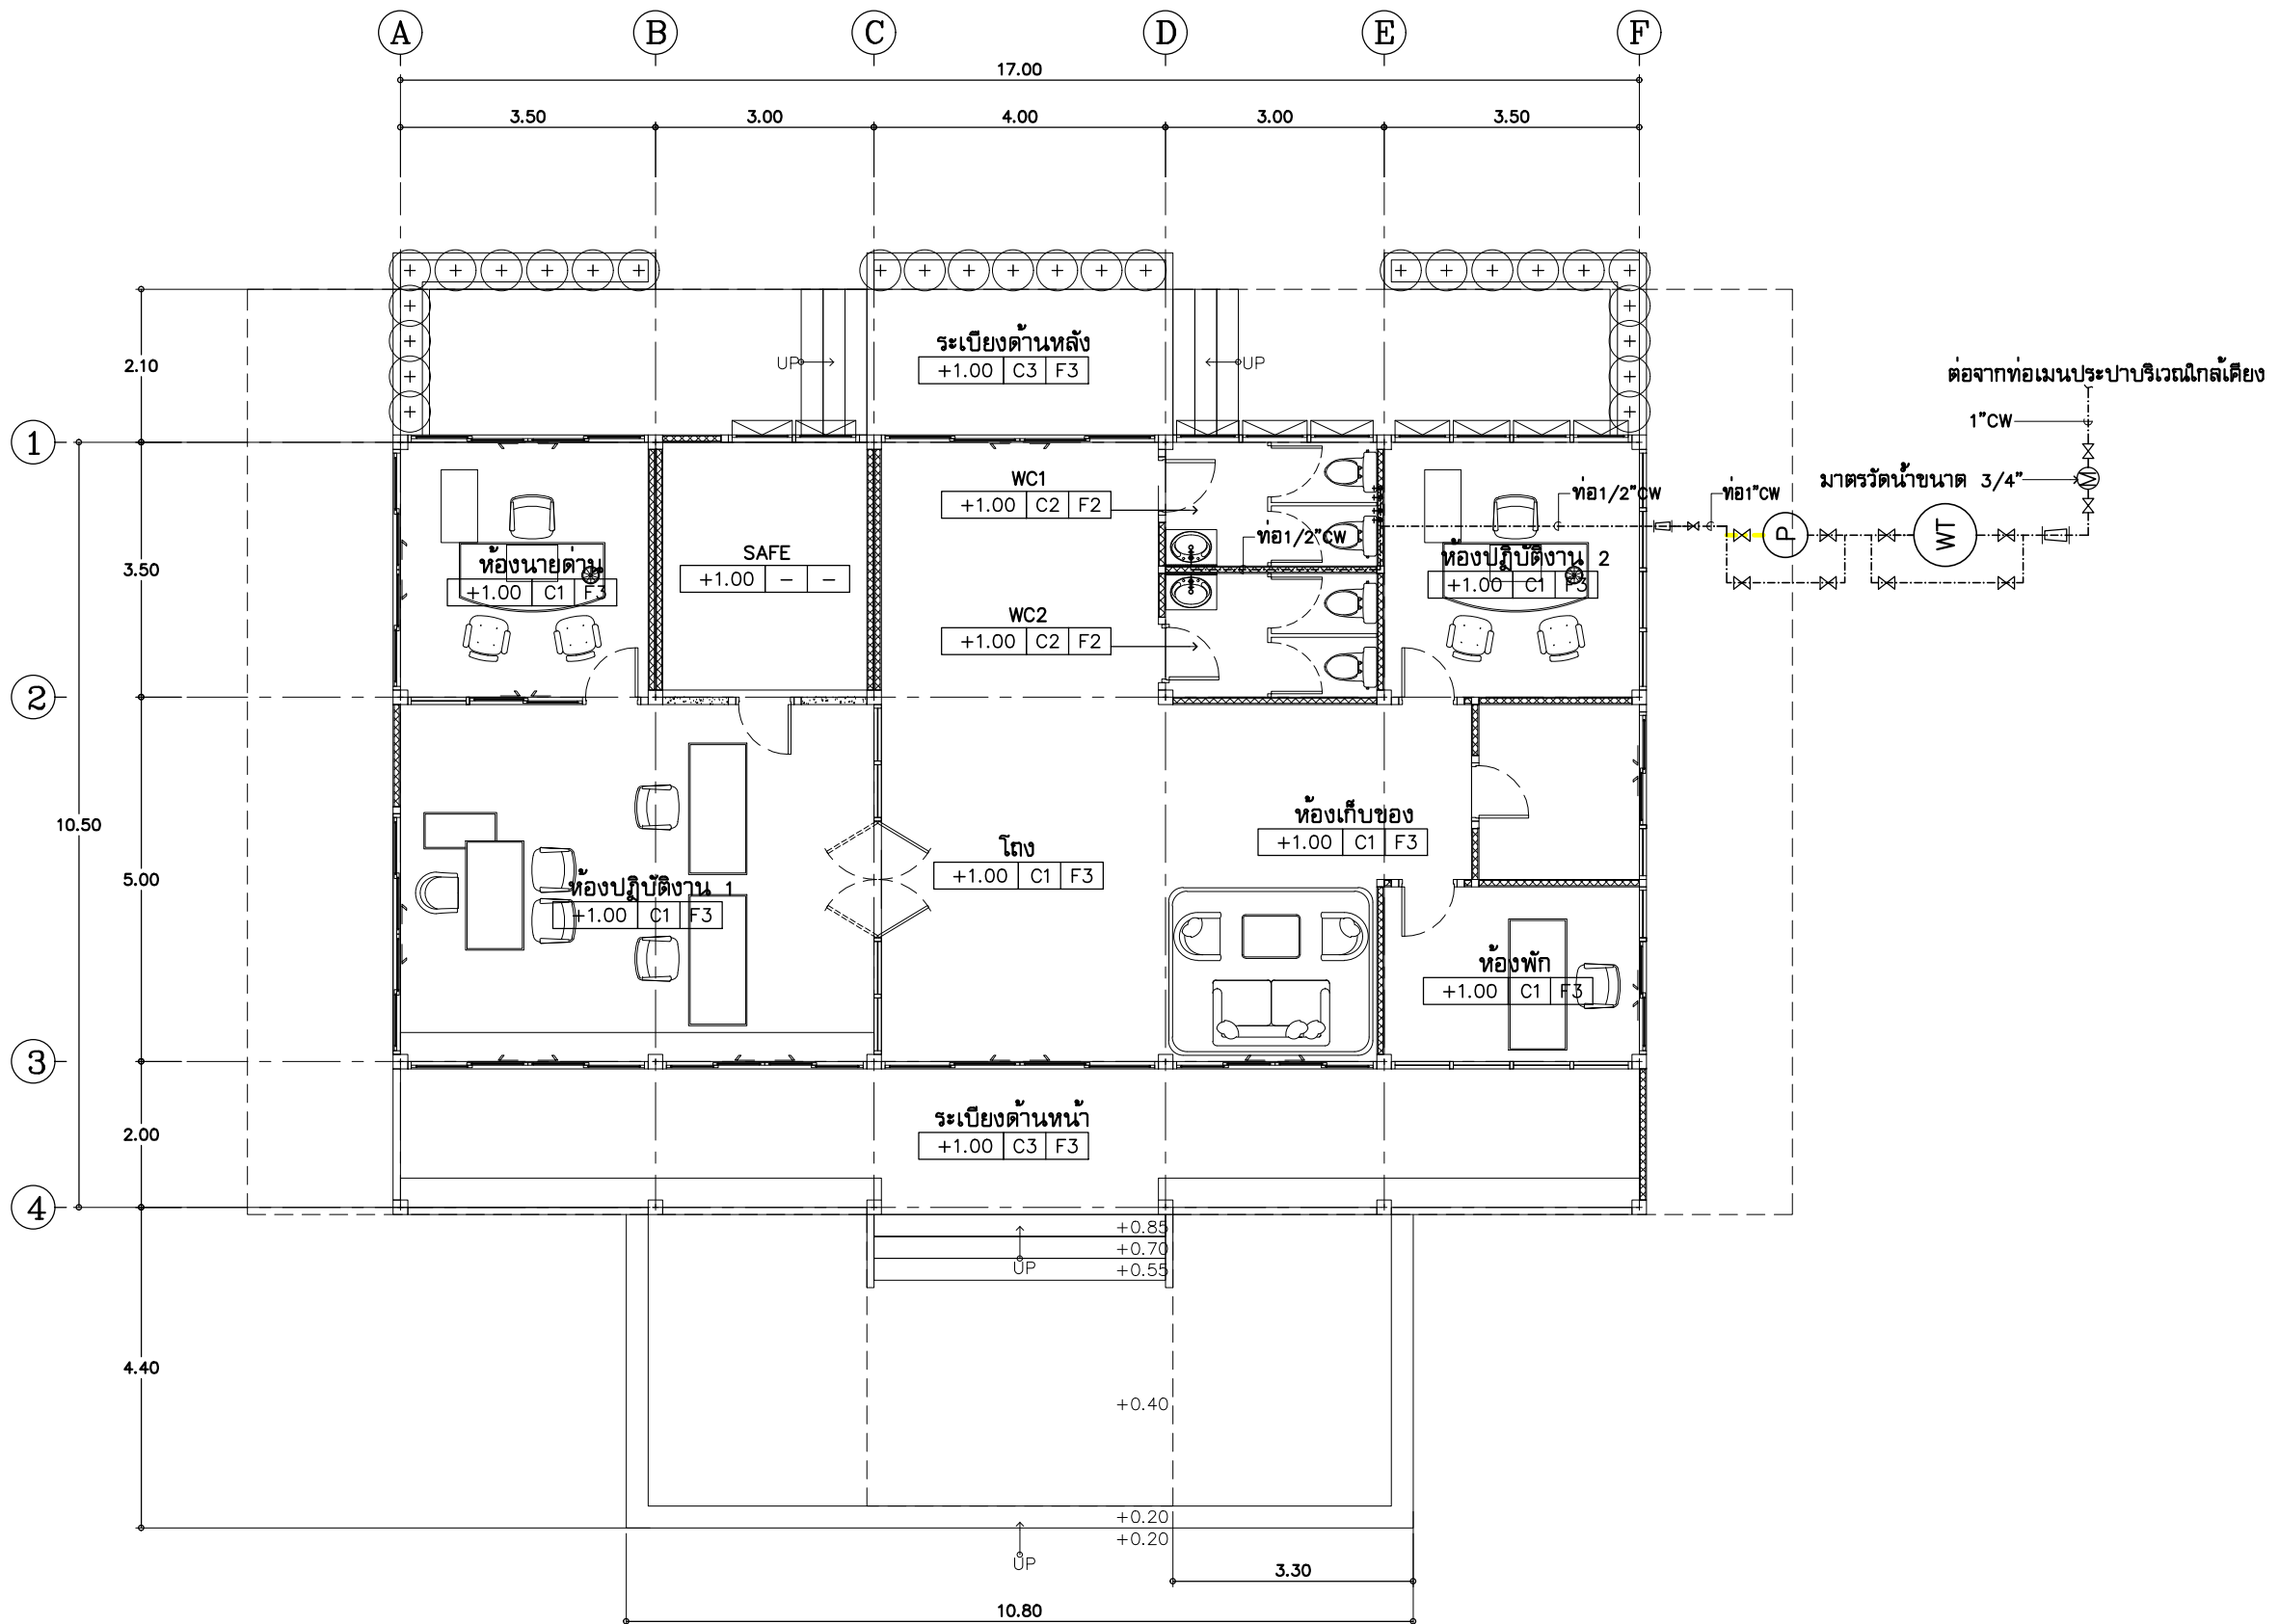 A B C D E F
17.00
3.50 3.00 4.00 3.00 3.50
ระเบียงด้านหลัง
+1.00 C3 F3
UP
UP
2.10
ต่อจากท่อเมนประปาบริเวณใกล้เคียง
1"CW
1
มาตรวัดน้ำขนาด 3/4"
M
WC1
+1.00 C2 F2
ท่อ1/2"CW
ท่อ1"CW
P
WT
ท่อ1/2"CW
SAFE
+1.00 - -
ห้องนายด่าน
+1.00 C1 F3
ห้องปฏิบัติงาน 2
+1.00 C1 F3
3.50
WC2
+1.00 C2 F2
2
10.50
ห้องเก็บของ
+1.00 C1 F3
โถง
+1.00 C1 F3
5.00
ห้องปฏิบัติงาน 1
+1.00 C1 F3
ห้องพัก
+1.00 C1 F3
3
ระเบียงด้านหน้า
+1.00 C3 F3
2.00
4
+0.85
+0.70
+0.55
UP
4.40
+0.40
+0.20
+0.20
UP
3.30
10.80